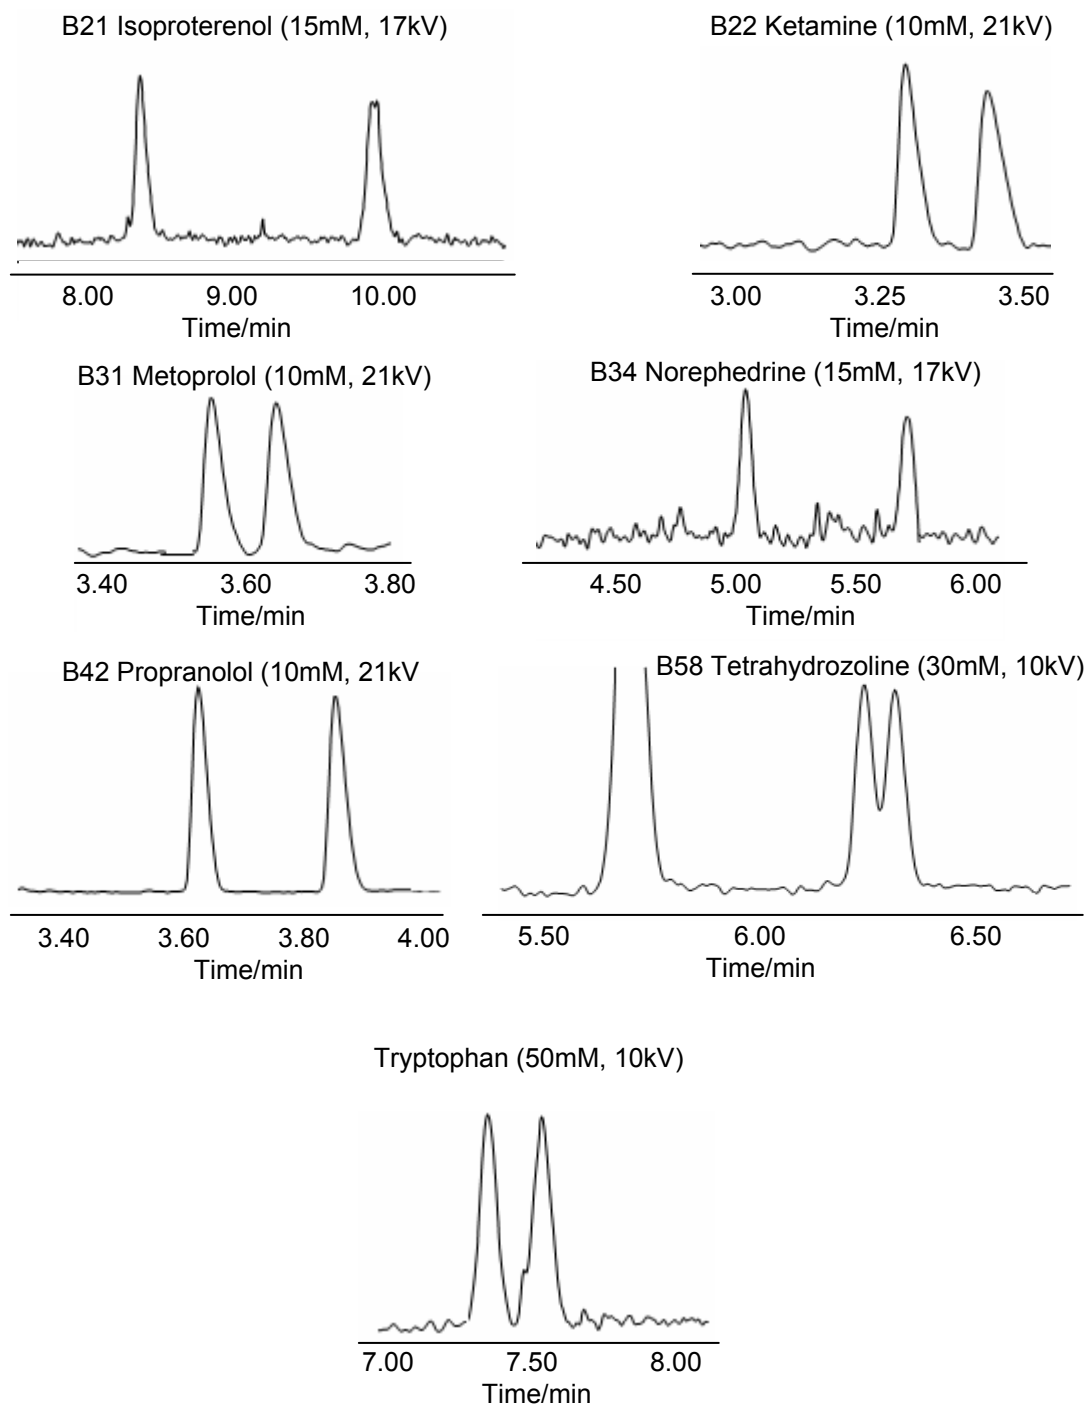 B21 Isoproterenol (15mM, 17kV)
8.00 9.00 10.00
Time/min
B22 Ketamine (10mM, 21kV)
3.00 3.25 3.50
Time/min
B31 Metoprolol (10mM, 21kV)
3.40 3.60 3.80
Time/min
B34 Norephedrine (15mM, 17kV)
4.50 5.00 5.50 6.00
Time/min
B42 Propranolol (10mM, 21kV
3.40 3.60 3.80 4.00
Time/min
B58 Tetrahydrozoline (30mM, 10kV)
5.50 6.00 6.50
Time/min
Tryptophan (50mM, 10kV)
7.00 7.50 8.00
Time/min